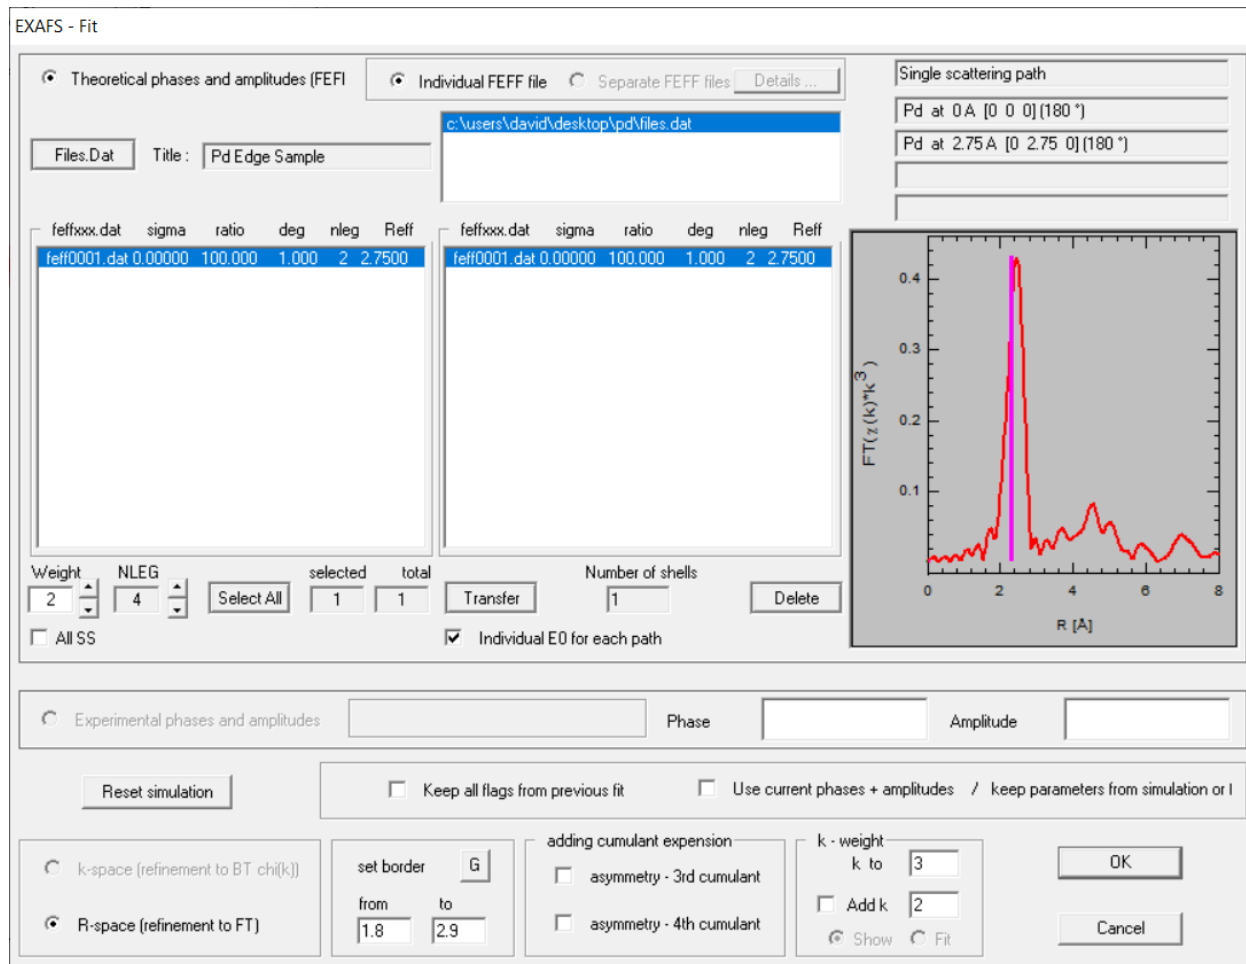 EXAFS - Fit
Theoretical phases and amplitudes (FEFI
Individual FEFF file
Separate FEFF files
Details ...
Single scattering path
Pd at 0 A [0 0 0] (180 °)
Pd at 2.75 A [0 2.75 0] (180 °)
c:\users\david\desktop\pd\files.dat
Files.Dat
Title :
Pd Edge Sample
feffxxx.dat sigma ratio deg nleg Reff
feff0001.dat 0.00000 100.000 1.000 2 2.7500
feffxxx.dat sigma ratio deg nleg Reff
feff0001.dat 0.00000 100.000 1.000 2 2.7500
FT(χ(k)*k³)
0.4
0.3
0.2
0.1
0 2 4 6 8
R [Å]
Weight NLEG selected total
2 4 Select All 1 1
All SS
Number of shells
Transfer 1 Delete
Individual E0 for each path
Experimental phases and amplitudes
Phase
Amplitude
Reset simulation
Keep all flags from previous fit
Use current phases + amplitudes / keep parameters from simulation or l
k-space (refinement to BT chi(k))
R-space (refinement to FT)
set border G
from to
1.8 2.9
adding cumulant expension
asymmetry - 3rd cumulant
asymmetry - 4th cumulant
k - weight
k to 3
Add k 2
Show Fit
OK
Cancel